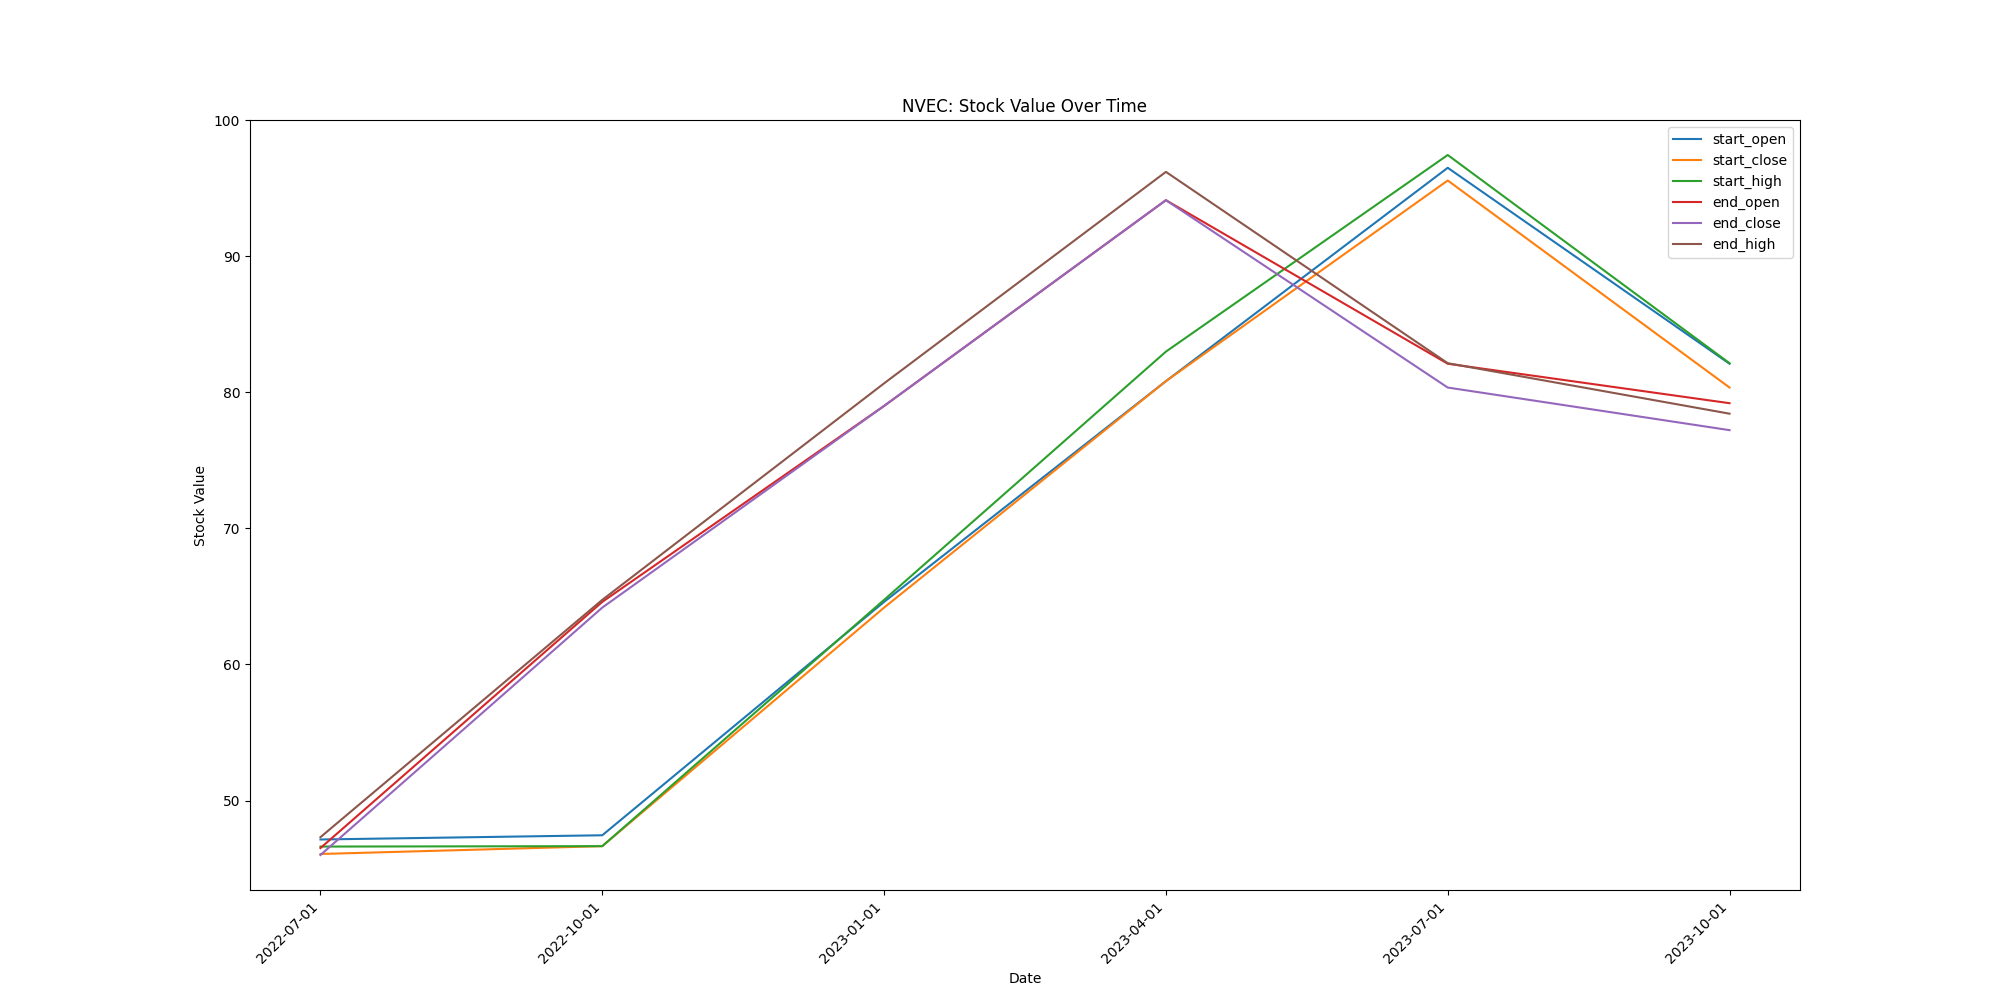 NVEC: Stock Value Over Time
100
90
80
70
60
50
Stock Value
start_open
start_close
start_high
end_open
end_close
end_high
2022-07-01
2022-10-01
2023-01-01
2023-04-01
2023-07-01
2023-10-01
Date